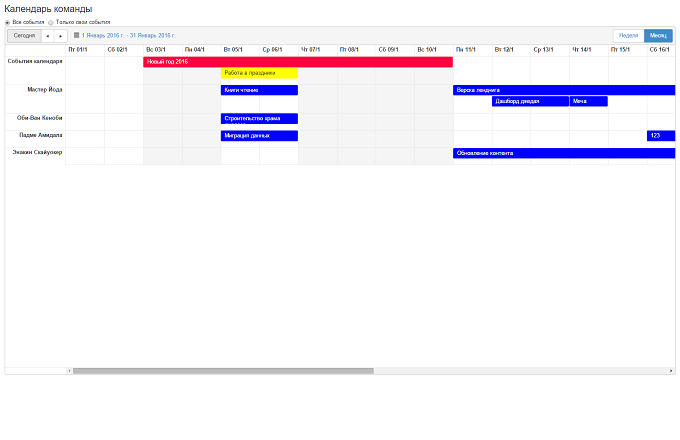 Календарь команды
Все события Только свои события
Сегодня 1 Январь 2016 г. - 31 Январь 2016 г. Неделя Месяц
Пт 01/1 Сб 02/1 Вс 03/1 Пн 04/1 Вт 05/1 Ср 06/1 Чт 07/1 Пт 08/1 Сб 09/1 Вс 10/1 Пн 11/1 Вт 12/1 Ср 13/1 Чт 14/1 Пт 15/1 Сб 16/1
События календаря Новый год 2016
Работа в праздники
Мастер Йода Книги чтение Верска лендинга
Дашборд джедая Меча
Оби-Ван Кеноби Строительство храма
Падме Амидала Миграция данных 123
Энакин Скайуокер Обновление контента